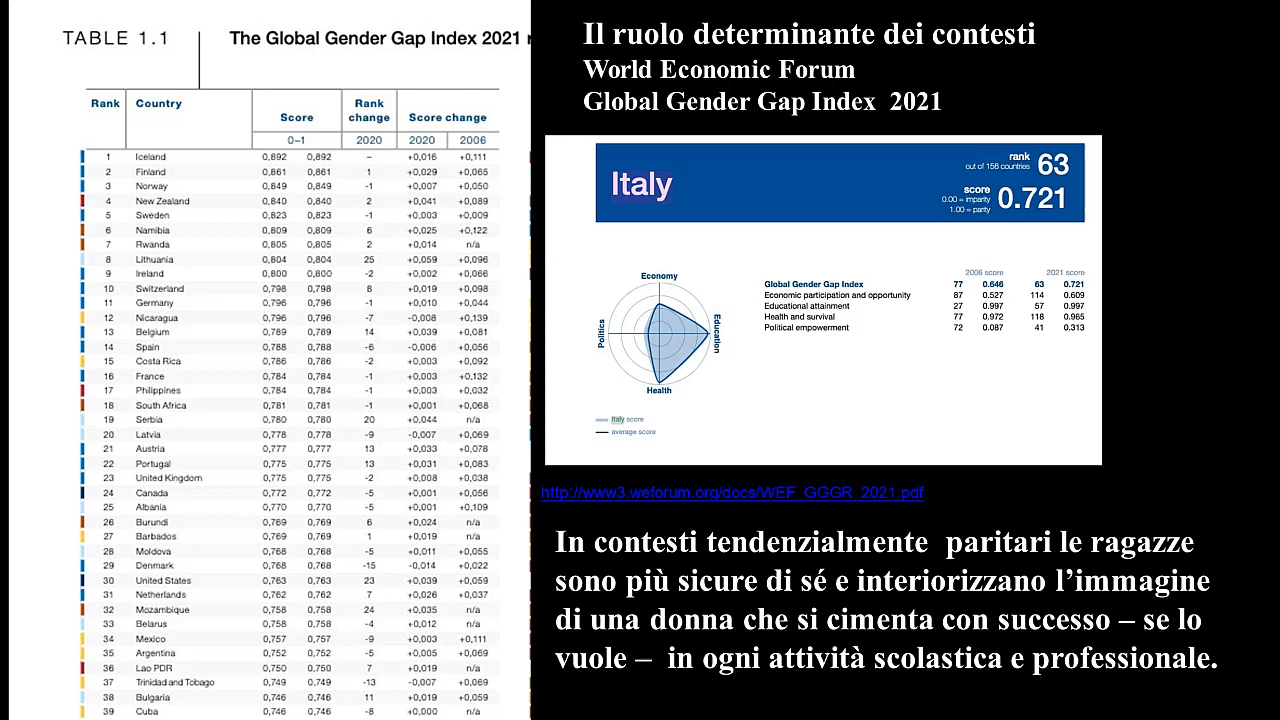 TABLE 1.1
The Global Gender Gap Index 2021 r
Rank Country Score Rank change Score change
0–1 2020 2020 2006
1 Iceland 0,892 0,892 – +0,016 +0,111
2 Finland 0,861 0,861 1 +0,029 +0,065
3 Norway 0,849 0,849 -1 +0,007 +0,050
4 New Zealand 0,840 0,840 2 +0,041 +0,089
5 Sweden 0,823 0,823 -1 +0,003 +0,009
6 Namibia 0,809 0,809 6 +0,025 +0,122
7 Rwanda 0,805 0,805 2 +0,014 n/a
8 Lithuania 0,804 0,804 25 +0,059 +0,096
9 Ireland 0,800 0,800 -2 +0,002 +0,066
10 Switzerland 0,798 0,798 8 +0,019 +0,098
11 Germany 0,796 0,796 -1 +0,010 +0,044
12 Nicaragua 0,796 0,796 -7 -0,008 +0,139
13 Belgium 0,789 0,789 14 +0,039 +0,081
14 Spain 0,788 0,788 -6 -0,006 +0,056
15 Costa Rica 0,786 0,786 -2 +0,003 +0,092
16 France 0,784 0,784 -1 +0,003 +0,132
17 Philippines 0,784 0,784 -1 +0,003 +0,032
18 South Africa 0,781 0,781 -1 +0,001 +0,068
19 Serbia 0,780 0,780 20 +0,044 n/a
20 Latvia 0,778 0,778 -9 -0,007 +0,069
21 Austria 0,777 0,777 13 +0,033 +0,078
22 Portugal 0,775 0,775 13 +0,031 +0,083
23 United Kingdom 0,775 0,775 -2 +0,008 +0,038
24 Canada 0,772 0,772 -5 +0,001 +0,056
25 Albania 0,770 0,770 -5 +0,001 +0,109
26 Burundi 0,769 0,769 6 +0,024 n/a
27 Barbados 0,769 0,769 1 +0,019 n/a
28 Moldova 0,768 0,768 -5 +0,011 +0,055
29 Denmark 0,768 0,768 -15 -0,014 +0,022
30 United States 0,763 0,763 23 +0,039 +0,059
31 Netherlands 0,762 0,762 7 +0,026 +0,037
32 Mozambique 0,758 0,758 24 +0,035 n/a
33 Belarus 0,758 0,758 -4 +0,012 n/a
34 Mexico 0,757 0,757 -9 +0,003 +0,111
35 Argentina 0,752 0,752 -5 +0,005 +0,069
36 Lao PDR 0,750 0,750 7 +0,019 n/a
37 Trinidad and Tobago 0,749 0,749 -13 -0,007 +0,069
38 Bulgaria 0,746 0,746 11 +0,019 +0,059
39 Cuba 0,746 0,746 -8 +0,000 n/a
Il ruolo determinante dei contesti
World Economic Forum
Global Gender Gap Index 2021
Italy
rank
out of 156 countries
63
score
0.00 = imparity
1.00 = parity
0.721
Economy
Politics
Education
Health
Italy score
average score
2006 score 2021 score
Global Gender Gap Index 77 0.646 63 0.721
Economic participation and opportunity 87 0.527 114 0.609
Educational attainment 27 0.997 57 0.997
Health and survival 77 0.972 118 0.965
Political empowerment 72 0.087 41 0.313
http://www3.weforum.org/docs/WEF_GGGR_2021.pdf
In contesti tendenzialmente paritari le ragazze
sono più sicure di sé e interiorizzano l’immagine
di una donna che si cimenta con successo – se lo
vuole – in ogni attività scolastica e professionale.